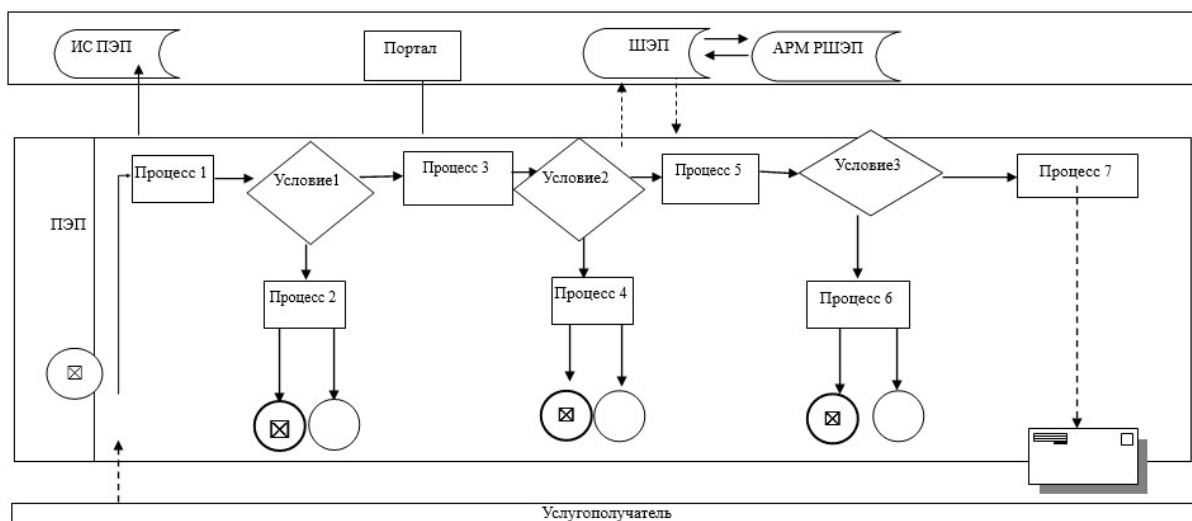 ИС ПЭП
Портал
ШЭП
АРМ РШЭП
Процесс 1
Условие1
Процесс 3
Условие2
Процесс 5
Условие3
Процесс 7
ПЭП
Процесс 2
Процесс 4
Процесс 6
Услугополучатель